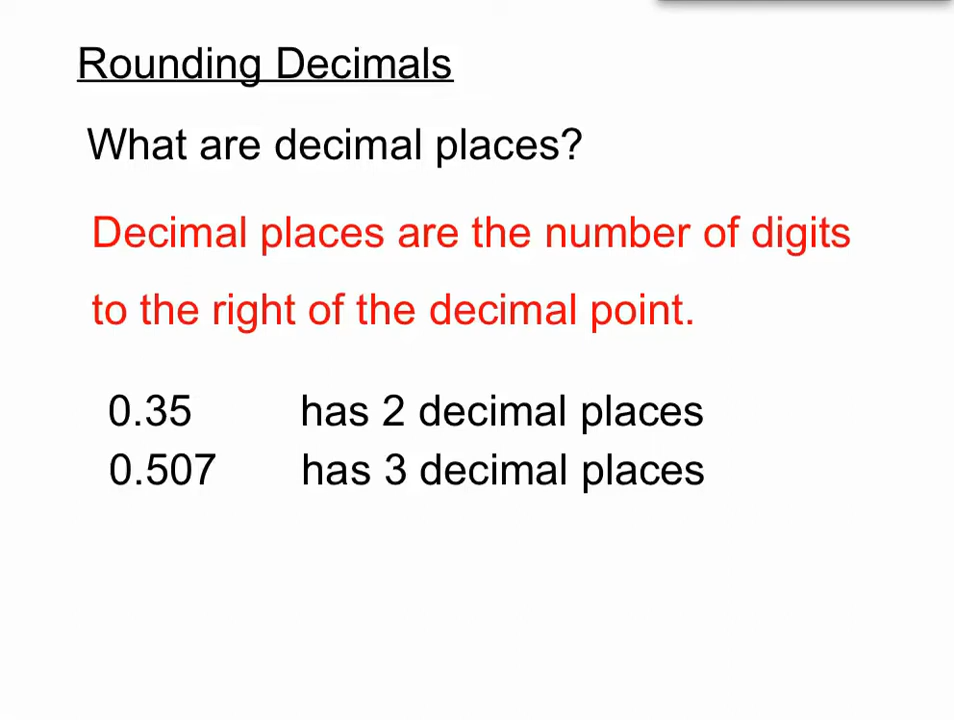 Rounding Decimals
What are decimal places?
Decimal places are the number of digits
to the right of the decimal point.
0.35 has 2 decimal places
0.507 has 3 decimal places